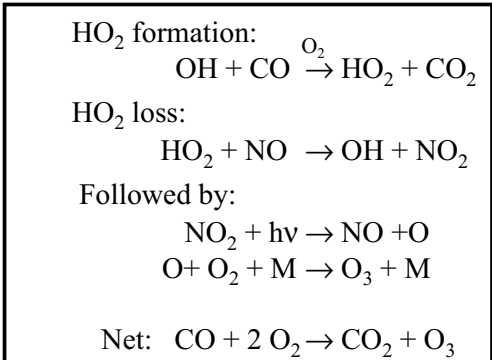 HO₂ formation:
OH + CO →(O₂) HO₂ + CO₂
HO₂ loss:
HO₂ + NO → OH + NO₂
Followed by:
NO₂ + hν → NO +O
O+ O₂ + M → O₃ + M
Net: CO + 2 O₂ → CO₂ + O₃